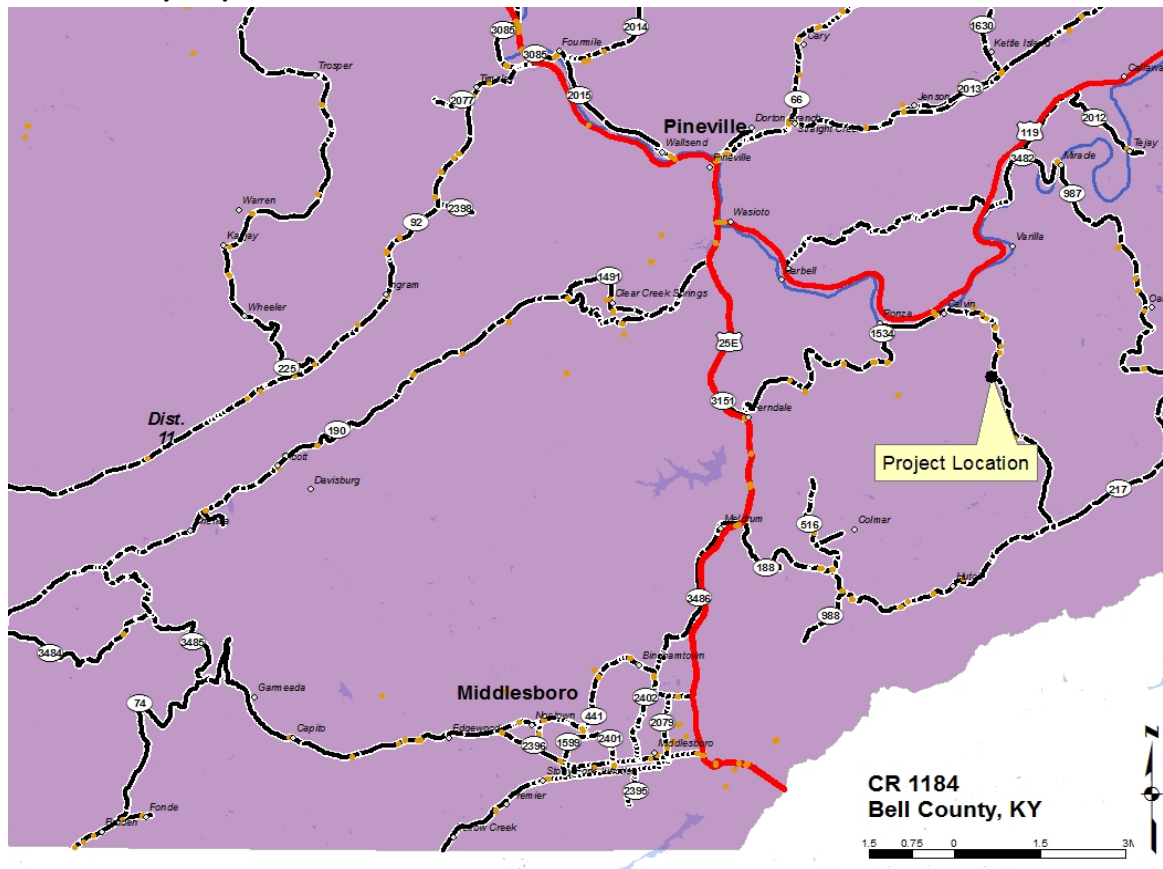 3085
2014
1630
Cary
Kettle Island
Fourmile
3085
Callaway
Trosper
2077
2015
66
Jenson
2013
Pineville
Dorton Branch
Straight Creek
119
2012
Wallsend
Pineville
3482
Miracle
Tejay
987
Warren
2398
92
Wasioto
Kayjay
Varilla
Harbell
1491
Clear Creek Springs
Ingram
Wheeler
Calvin
Ponza
1534
25E
225
3151
Ferndale
Dist.
11
190
Project Location
Davisburg
217
Meldrum
516
Colmar
188
3486
988
3484
3485
Binghamtown
Middlesboro
Garmeada
74
2402
441
Noetown
2079
Capito
Edgewood
2396
1599
2401
Middlesboro
2395
CR 1184
Bell County, KY
Premier
Fonde
N
1.5 0.75 0 1.5 3